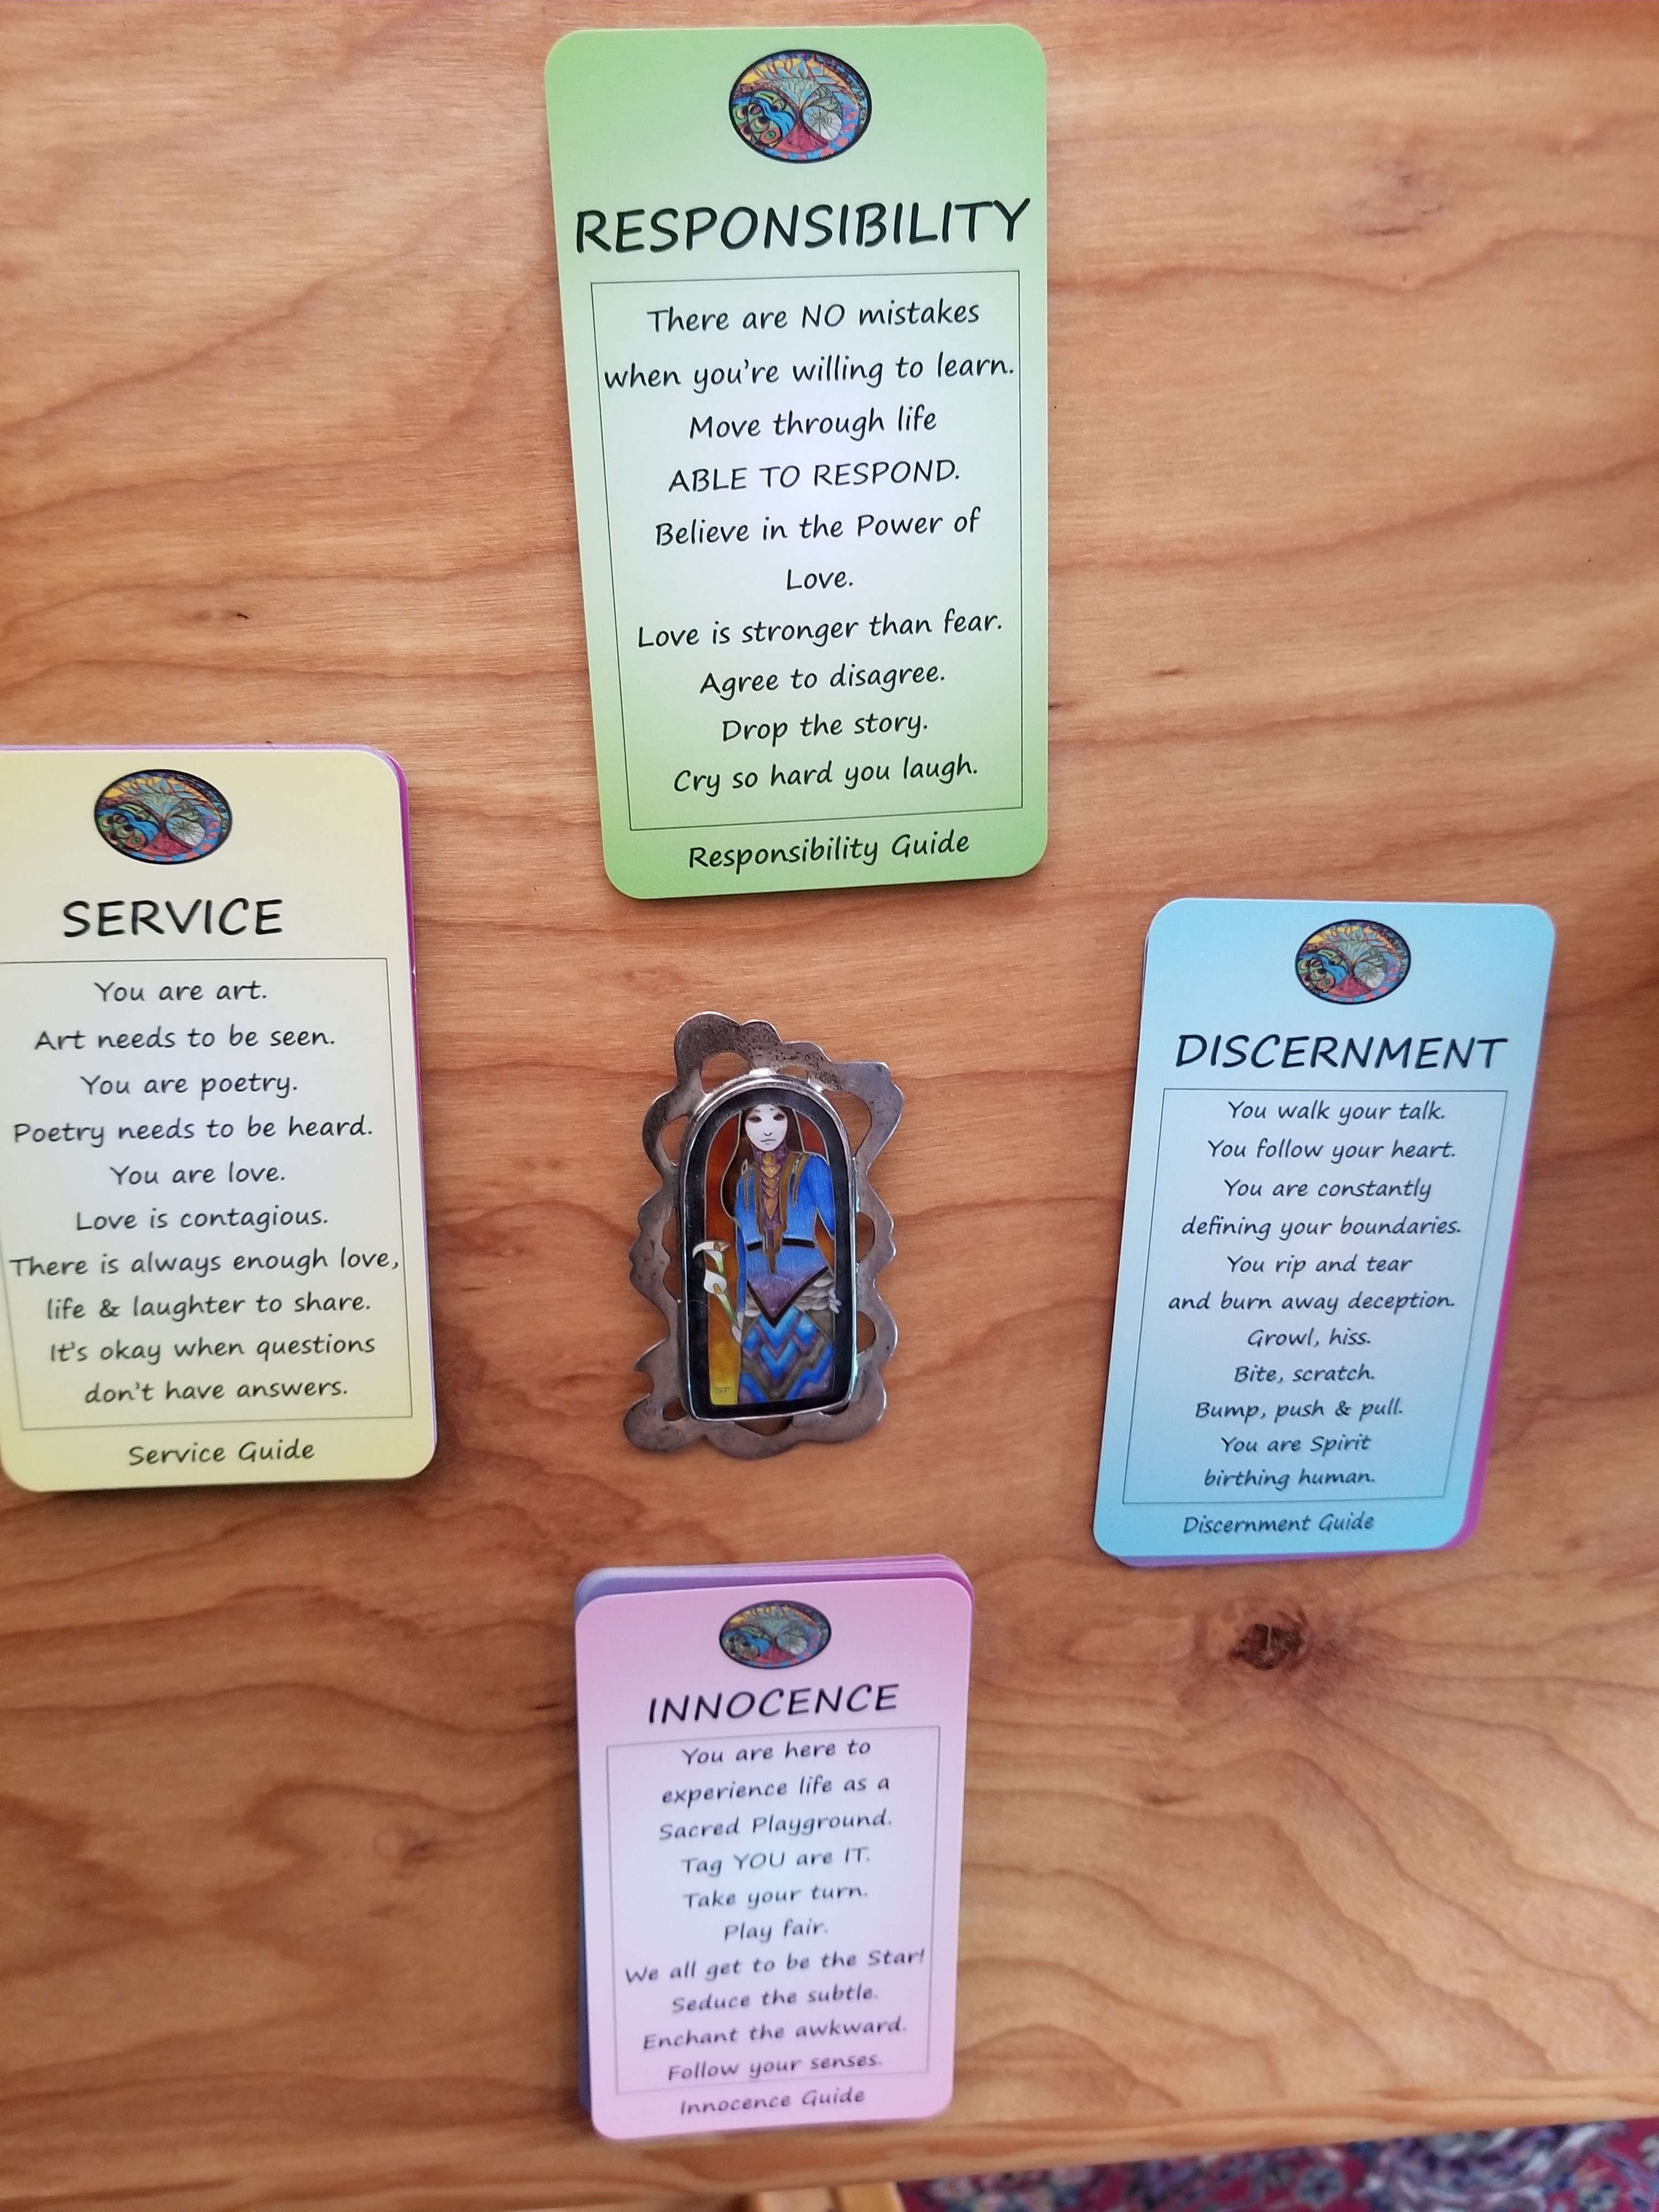 RESPONSIBILITY
There are NO mistakes
when you're willing to learn.
Move through life
ABLE TO RESPOND.
Believe in the Power of
Love.
Love is stronger than fear.
Agree to disagree.
Drop the story.
Cry so hard you laugh.
Responsibility Guide
SERVICE
You are art.
Art needs to be seen.
You are poetry.
Poetry needs to be heard.
You are love.
Love is contagious.
There is always enough love,
life & laughter to share.
It's okay when questions
don't have answers.
Service Guide
DISCERNMENT
You walk your talk.
You follow your heart.
You are constantly
defining your boundaries.
You rip and tear
and burn away deception.
Growl, hiss.
Bite, scratch.
Bump, push & pull.
You are Spirit
birthing human.
Discernment Guide
ST
INNOCENCE
You are here to
experience life as a
Sacred Playground.
Tag YOU are IT.
Take your turn.
Play fair.
We all get to be the Star!
Seduce the subtle.
Enchant the awkward.
Follow your senses.
Innocence Guide